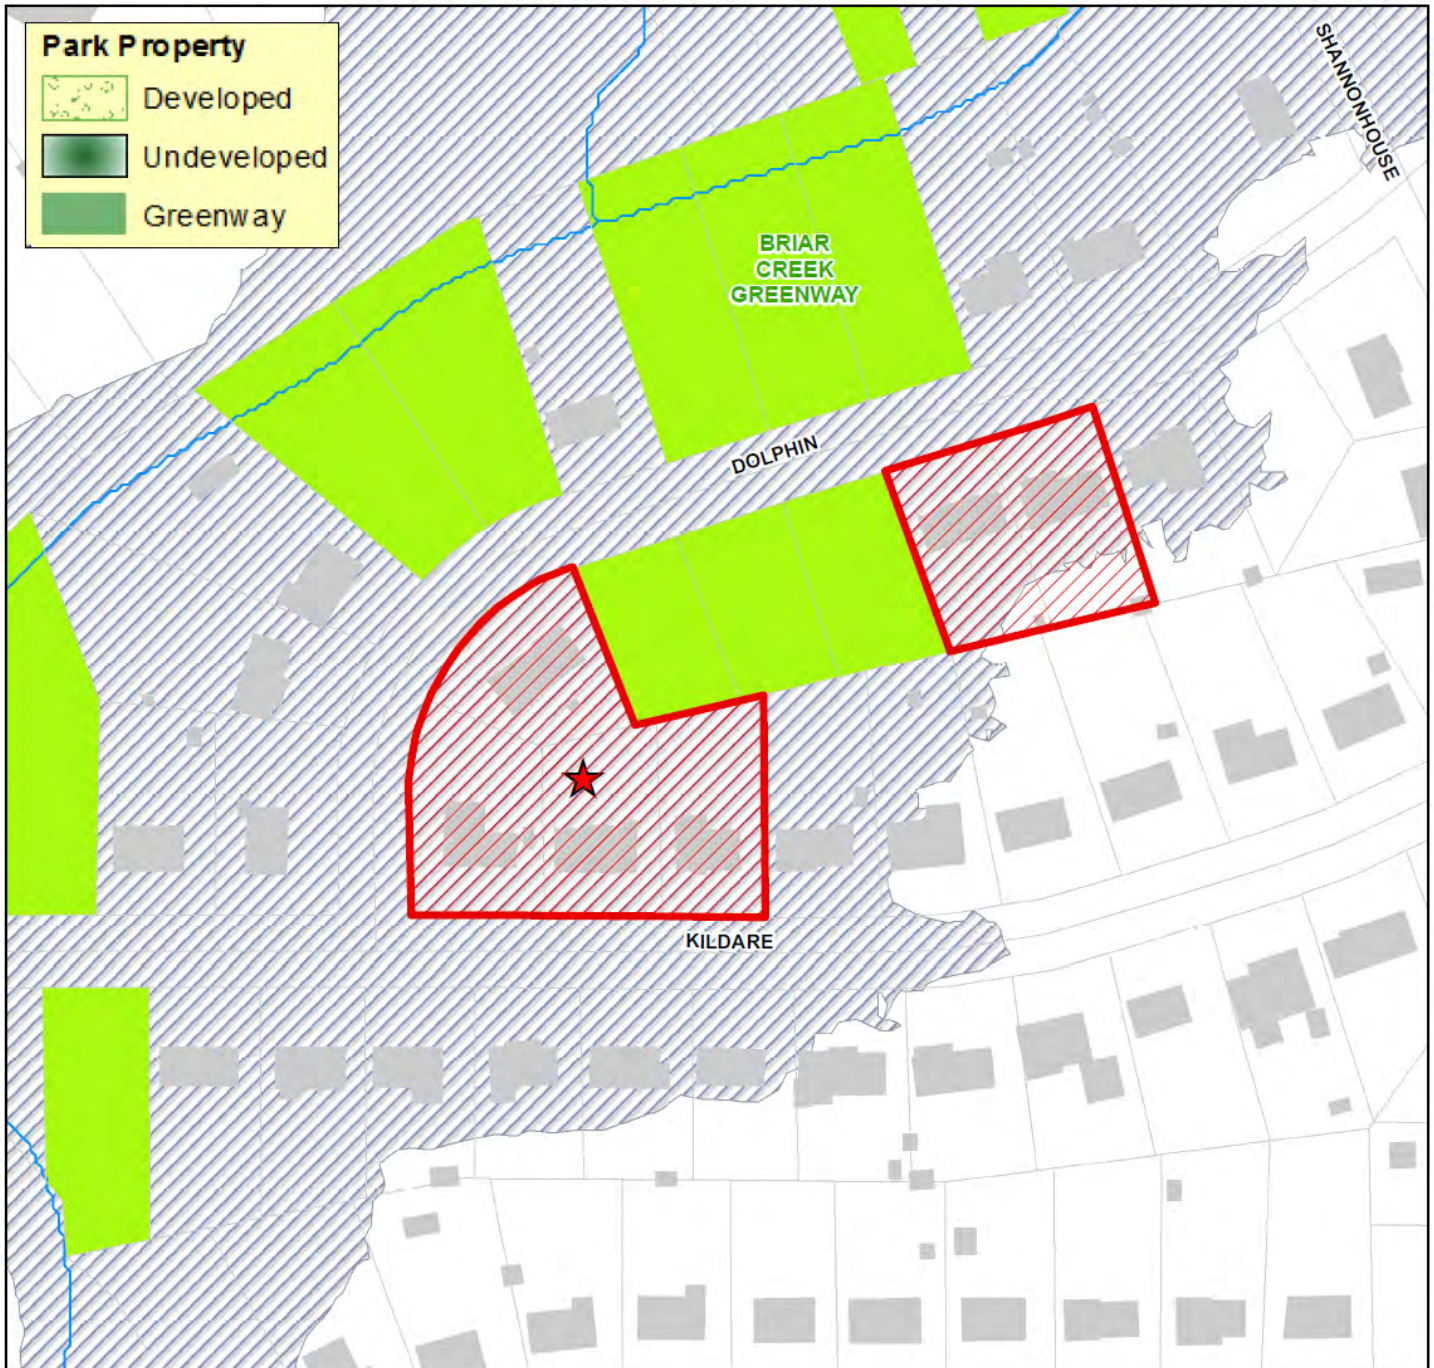 Park Property
Developed
Undeveloped
Greenway
SHANNONHOUSE
BRIAR
CREEK
GREENWAY
DOLPHIN
KILDARE